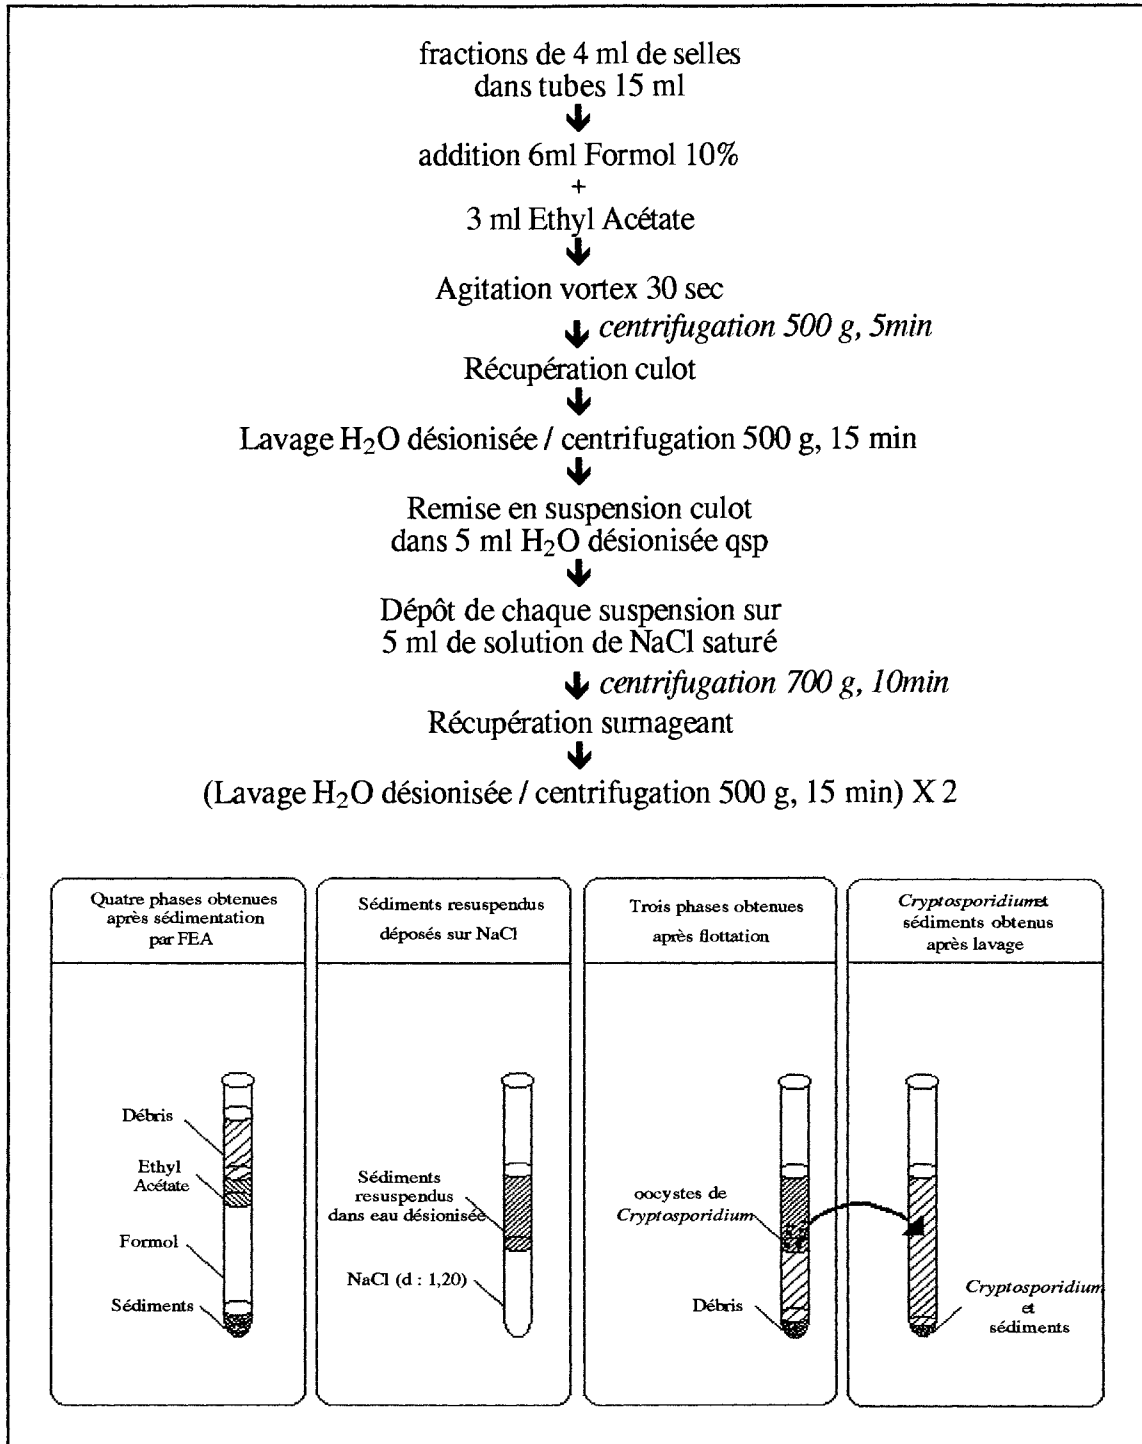 fractions de 4 ml de selles
dans tubes 15 ml
addition 6ml Formol 10%
+
3 ml Ethyl Acétate
Agitation vortex 30 sec
centrifugation 500 g, 5min
Récupération culot
Lavage H₂O désionisée / centrifugation 500 g, 15 min
Remise en suspension culot
dans 5 ml H₂O désionisée qsp
Dépôt de chaque suspension sur
5 ml de solution de NaCl saturé
centrifugation 700 g, 10min
Récupération surnageant
(Lavage H₂O désionisée / centrifugation 500 g, 15 min) X 2
Quatre phases obtenues
après sédimentation
par FEA
Débris
Ethyl
Acétate
Formol
Sédiments
Sédiments resuspendus
déposés sur NaCl
Sédiments
resuspendus
dans eau désionisée
NaCl (d : 1,20)
Trois phases obtenues
après flottation
oocystes de
Cryptosporidium
Débris
Cryptosporidium et
sédiments obtenus
après lavage
Cryptosporidium
et
sédiments